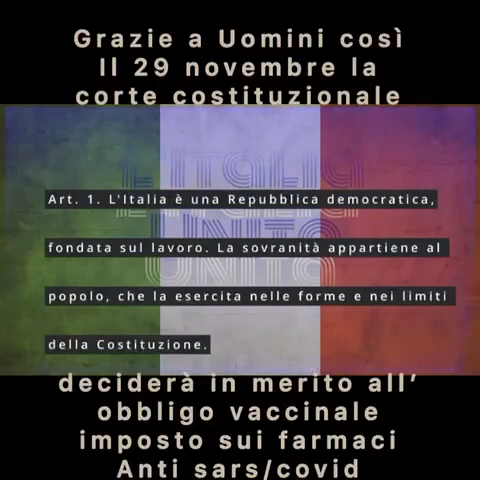 Grazie a Uomini così
Il 29 novembre la
corte costituzionale
L'ITALIA
Art. 1. L'Italia è una Repubblica democratica,
fondata sul lavoro. La sovranità appartiene al
UNITA
popolo, che la esercita nelle forme e nei limiti
della Costituzione.
deciderà in merito all’
obbligo vaccinale
imposto sui farmaci
Anti sars/covid